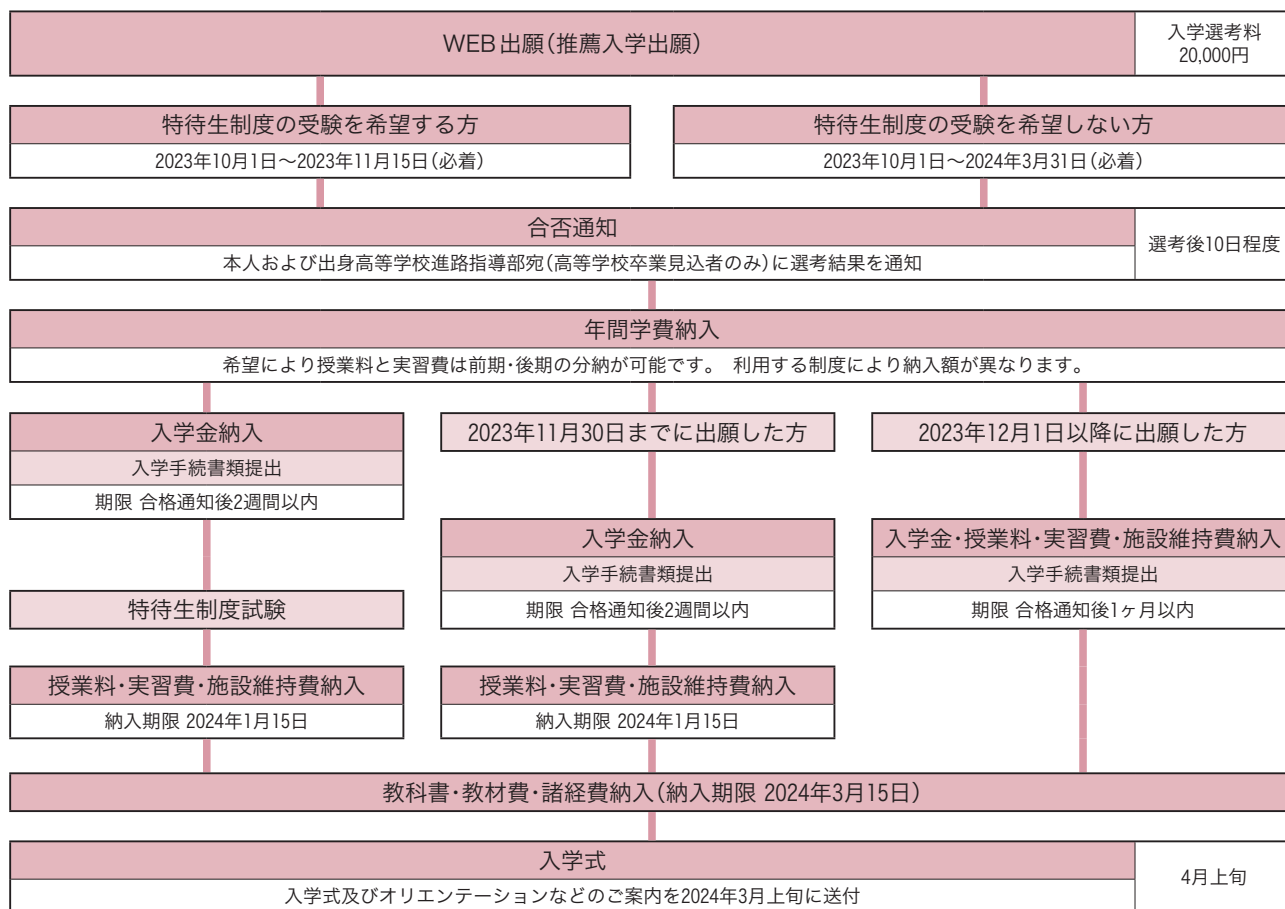 WEB出願(推薦入学出願)
入学選考料
20,000円
特待生制度の受験を希望する方
2023年10月1日～2023年11月15日(必着)
特待生制度の受験を希望しない方
2023年10月1日～2024年3月31日(必着)
合否通知
本人および出身高等学校進路指導部宛(高等学校卒業見込者のみ)に選考結果を通知
選考後10日程度
年間学費納入
希望により授業料と実習費は前期・後期の分納が可能です。 利用する制度により納入額が異なります。
入学金納入
入学手続書類提出
期限 合格通知後2週間以内
特待生制度試験
授業料・実習費・施設維持費納入
納入期限 2024年1月15日
2023年11月30日までに出願した方
入学金納入
入学手続書類提出
期限 合格通知後2週間以内
授業料・実習費・施設維持費納入
納入期限 2024年1月15日
2023年12月1日以降に出願した方
入学金・授業料・実習費・施設維持費納入
入学手続書類提出
期限 合格通知後1ヶ月以内
教科書・教材費・諸経費納入(納入期限 2024年3月15日)
入学式
入学式及びオリエンテーションなどのご案内を2024年3月上旬に送付
4月上旬